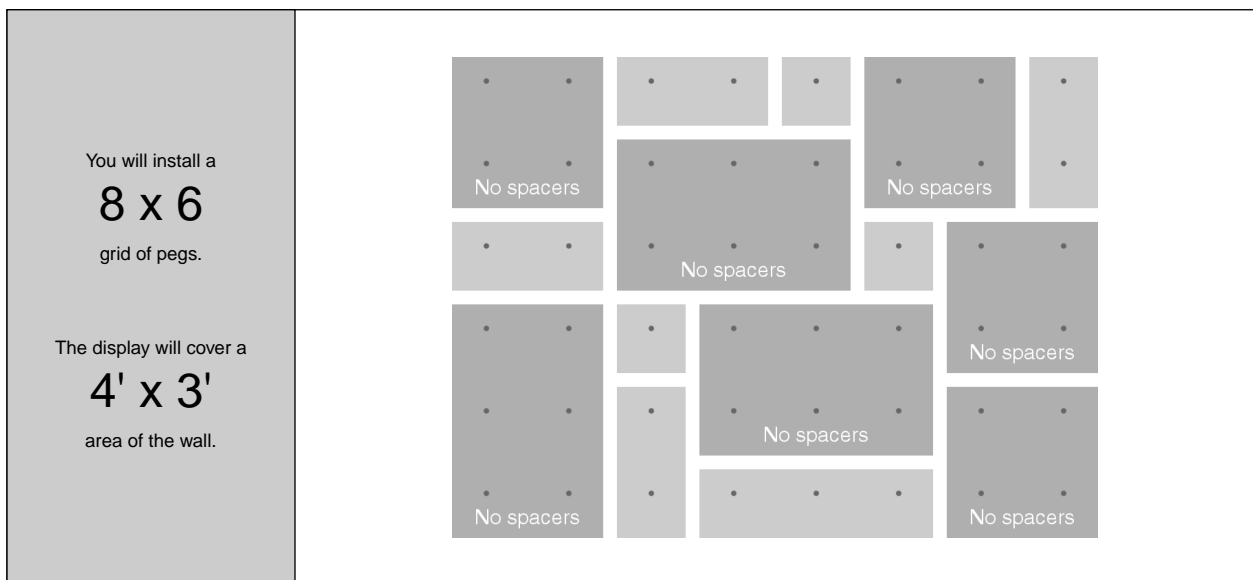 You will install a
8 x 6
grid of pegs.
The display will cover a
4' x 3'
area of the wall.
No spacers
No spacers
No spacers
No spacers
No spacers
No spacers
No spacers